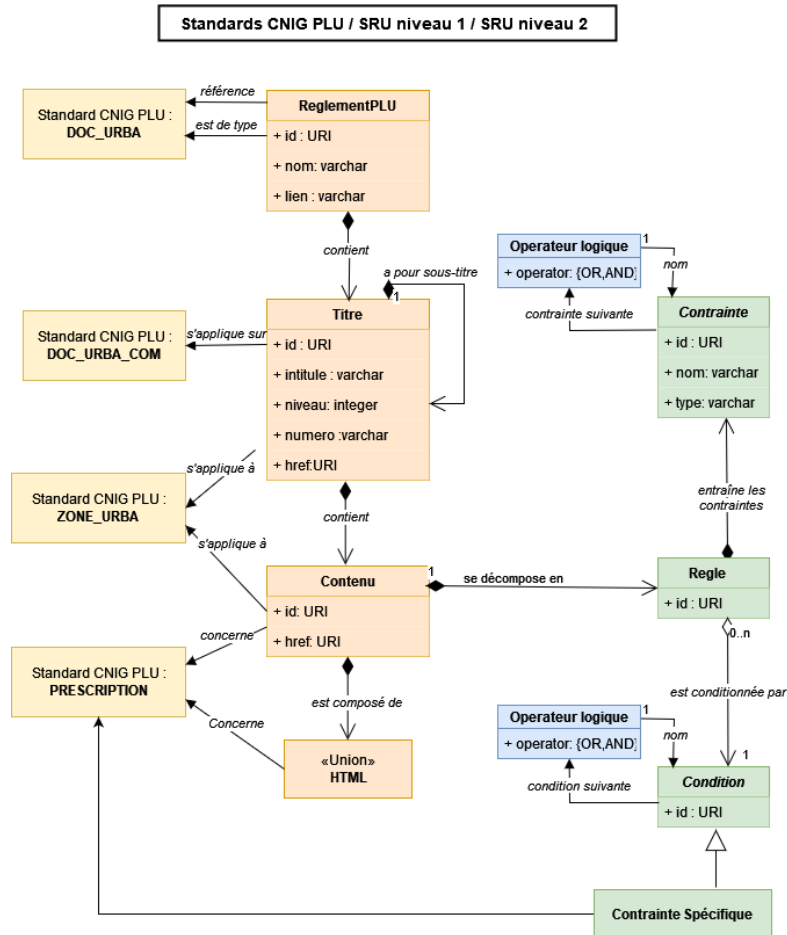 Standards CNIG PLU / SRU niveau 1 / SRU niveau 2
Standard CNIG PLU :
DOC_URBA
référence
est de type
ReglementPLU
+ id : URI
+ nom: varchar
+ lien : varchar
contient
a pour sous-titre
1
Operateur logique
+ operator: {OR,AND}
1
nom
contrainte suivante
Standard CNIG PLU :
DOC_URBA_COM
s'applique sur
Titre
+ id : URI
+ intitule : varchar
+ niveau: integer
+ numero :varchar
+ href:URI
Contrainte
+ id : URI
+ nom: varchar
+ type: varchar
s'applique à
Standard CNIG PLU :
ZONE_URBA
contient
entraîne les
contraintes
s'applique à
Contenu
+ id: URI
+ href: URI
1
se décompose en
Regle
+ id : URI
0..n
concerne
Standard CNIG PLU :
PRESCRIPTION
est composé de
est conditionnée par
Concerne
«Union»
HTML
Operateur logique
+ operator: {OR,AND}
1
nom
condition suivante
1
Condition
+ id : URI
Contrainte Spécifique